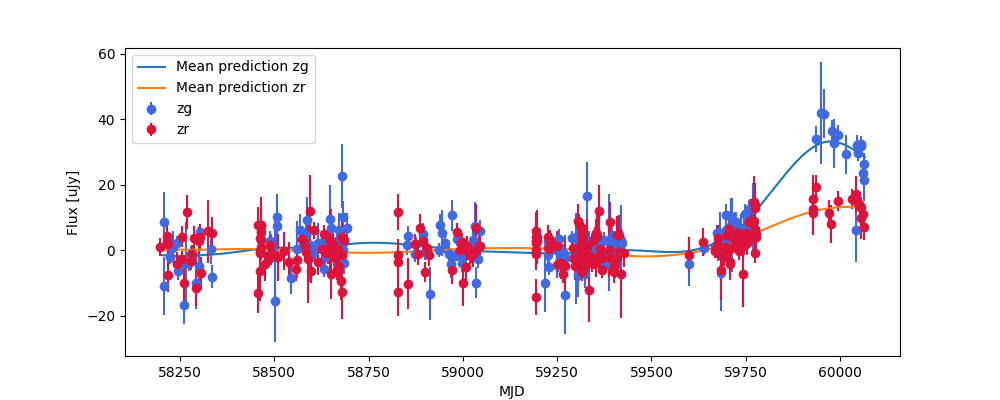 60
40
20
0
−20
Flux [uJy]
Mean prediction zg
Mean prediction zr
zg
zr
58250 58500 58750 59000 59250 59500 59750 60000
MJD